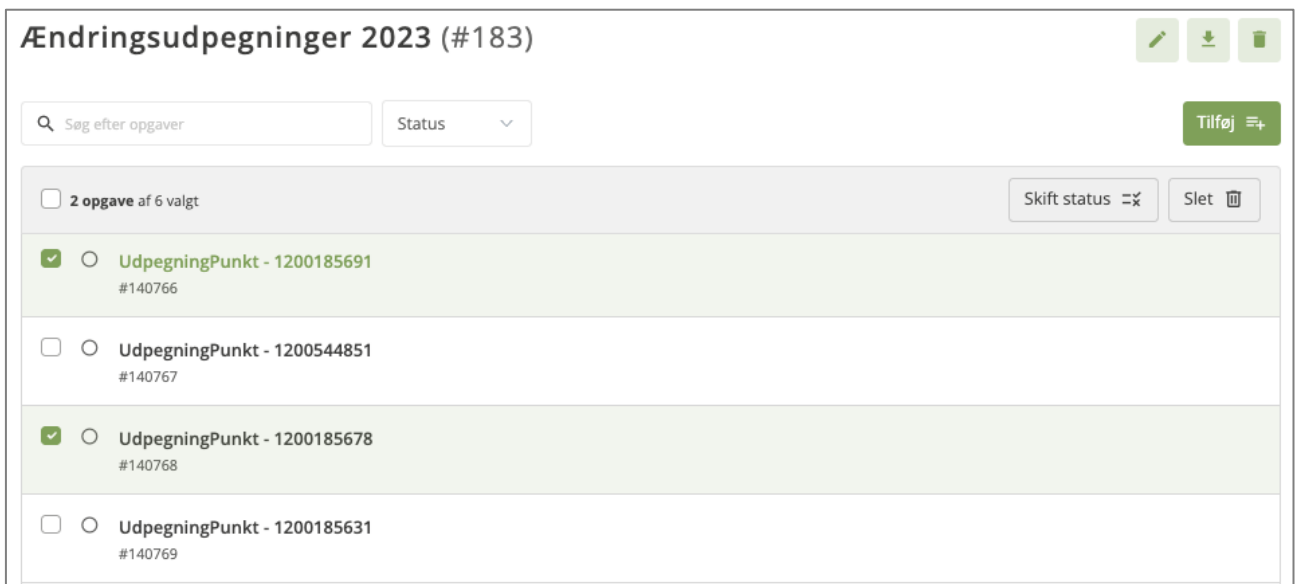 Ændringsudpegninger 2023 (#183)
Søg efter opgaver
Status
Tilføj
2 opgave af 6 valgt
Skift status
Slet
UdpegningPunkt - 1200185691
#140766
UdpegningPunkt - 1200544851
#140767
UdpegningPunkt - 1200185678
#140768
UdpegningPunkt - 1200185631
#140769